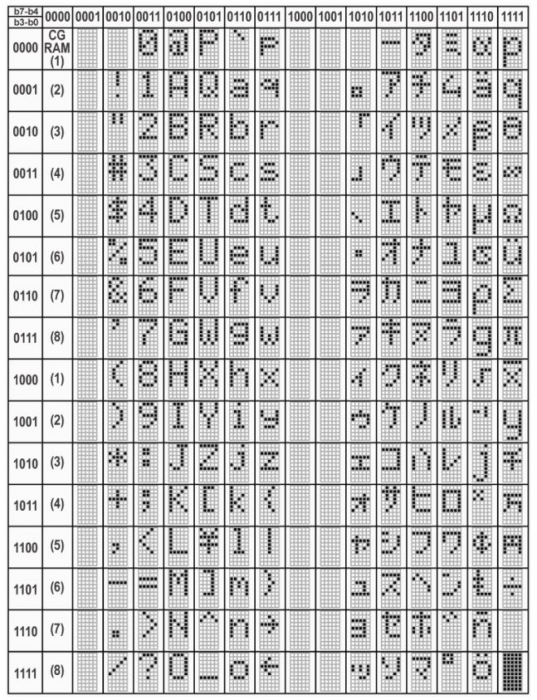 b7-b4 0000 0001 0010 0011 0100 0101 0110 0111 1000 1001 1010 1011 1100 1101 1110 1111
b3-b0
0000 CG RAM (1) 0 @ P ` p ー タ ミ α p
0001 (2) ! 1 A Q a q 。 ア チ ム ä q
0010 (3) " 2 B R b r 「 イ ツ メ β θ
0011 (4) # 3 C S c s 」 ウ テ モ ε ∞
0100 (5) $ 4 D T d t 、 エ ト ヤ μ Ω
0101 (6) % 5 E U e u ・ オ ナ ユ σ ü
0110 (7) & 6 F V f v ヲ カ ニ ヨ ρ Σ
0111 (8) ' 7 G W g w ァ キ ヌ ラ g π
1000 (1) ( 8 H X h x ィ ク ネ リ √ x̄
1001 (2) ) 9 I Y i y ゥ ケ ノ ル ⁻¹ y
1010 (3) * : J Z j z ェ コ ハ レ j 千
1011 (4) + ; K [ k { ォ サ ヒ ロ ˣ 万
1100 (5) , < L ¥ l | ャ シ フ ワ ¢ 円
1101 (6) - = M ] m } ュ ス ヘ ン £ ÷
1110 (7) . > N ^ n → ョ セ ホ ゛ ñ
1111 (8) / ? O _ o ← ッ ソ マ ゜ ö █